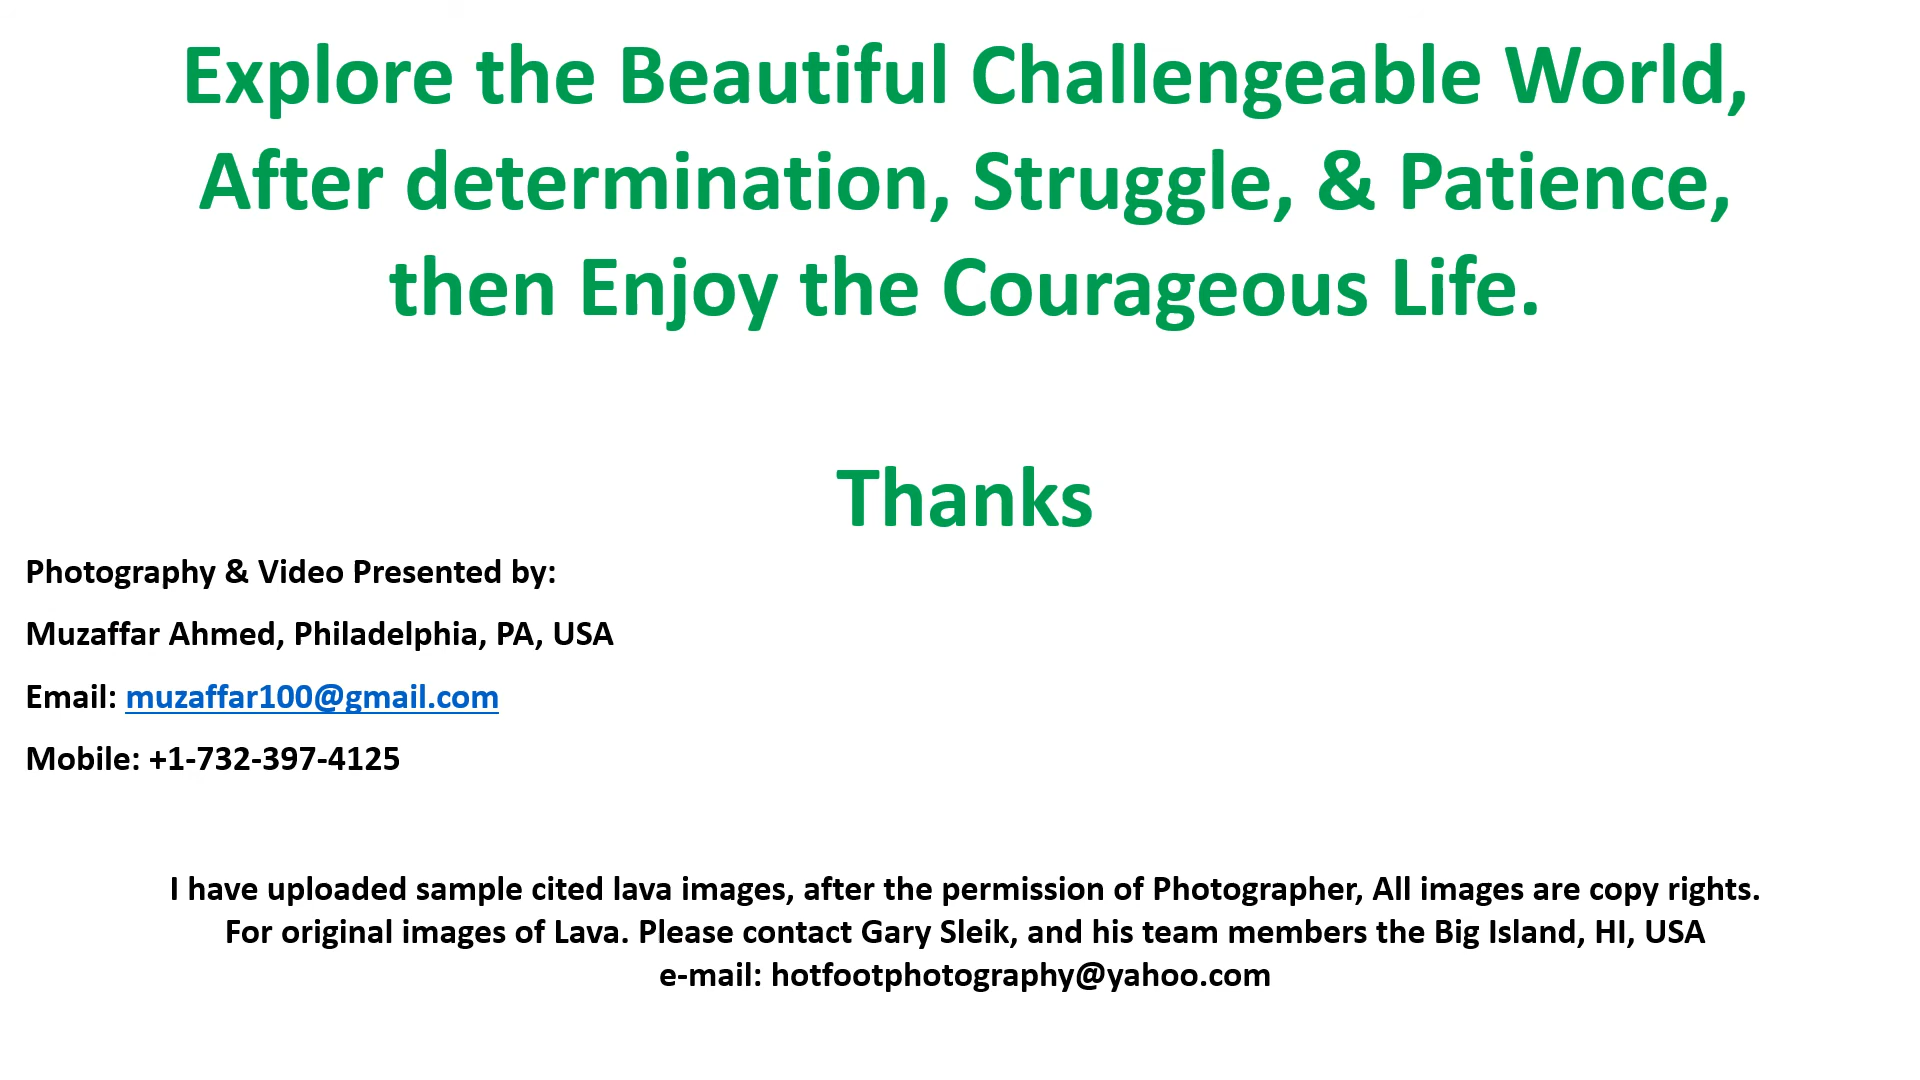 Explore the Beautiful Challengeable World,
After determination, Struggle, & Patience,
then Enjoy the Courageous Life.
Thanks
Photography & Video Presented by:
Muzaffar Ahmed, Philadelphia, PA, USA
Email: muzaffar100@gmail.com
Mobile: +1-732-397-4125
I have uploaded sample cited lava images, after the permission of Photographer, All images are copy rights.
For original images of Lava. Please contact Gary Sleik, and his team members the Big Island, HI, USA
e-mail: hotfootphotography@yahoo.com